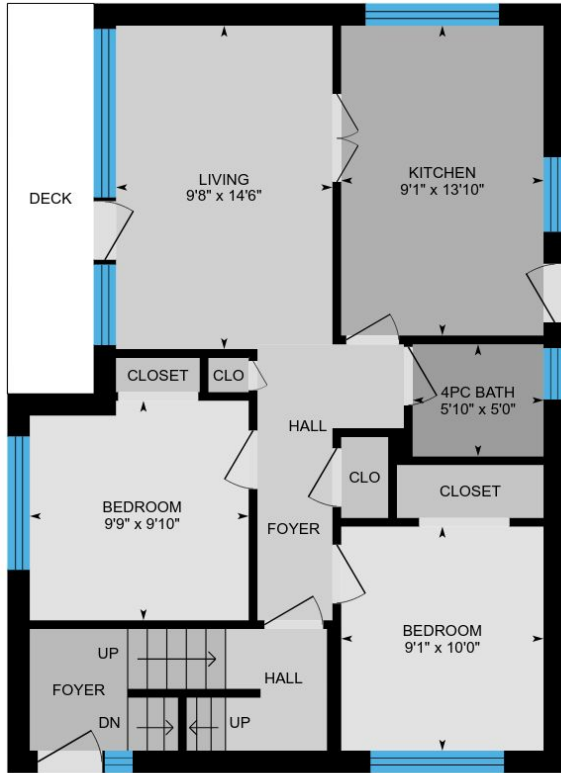 LIVING
9'8" x 14'6"
KITCHEN
9'1" x 13'10"
DECK
CLOSET
CLO
4PC BATH
5'10" x 5'0"
HALL
CLO
CLOSET
BEDROOM
9'9" x 9'10"
FOYER
BEDROOM
9'1" x 10'0"
UP
HALL
FOYER
DN
UP